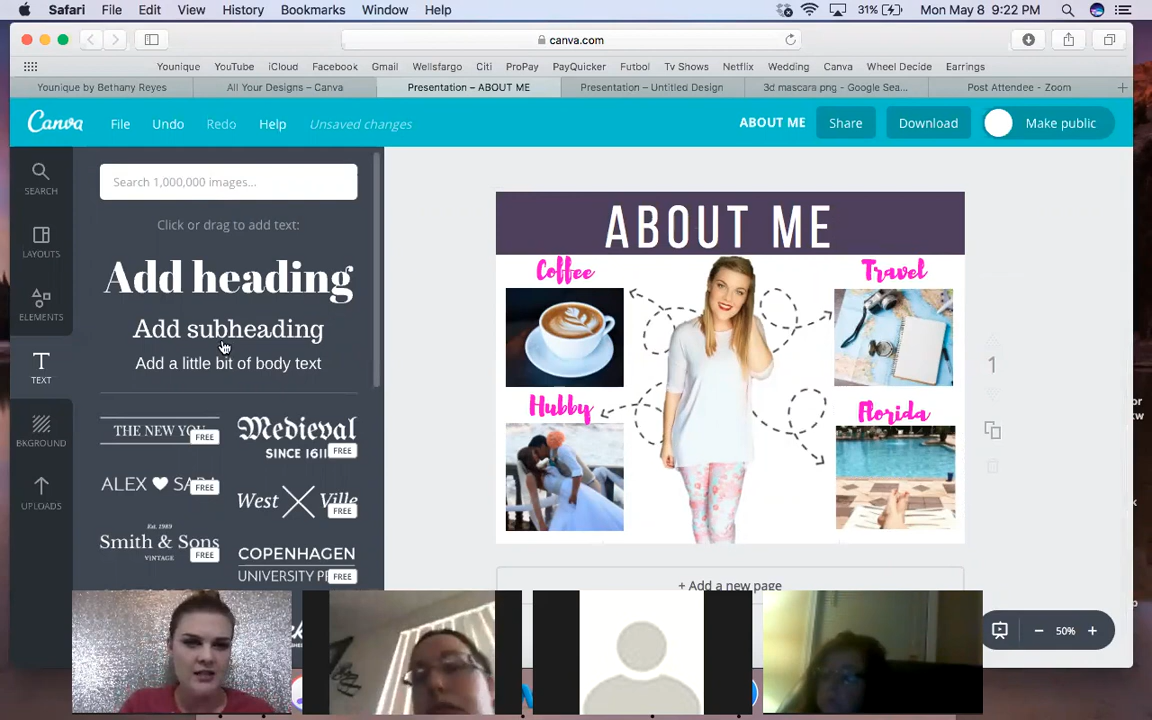 Safari File Edit View History Bookmarks Window Help 31% Mon May 8 9:22 PM
canva.com
Younique YouTube iCloud Facebook Gmail Wellsfargo Citi ProPay PayQuicker Futbol Tv Shows Netflix Wedding Canva Wheel Decide Earrings
Younique by Bethany Reyes All Your Designs – Canva Presentation – ABOUT ME Presentation – Untitled Design 3d mascara png - Google Sea... Post Attendee - Zoom
Canva File Undo Redo Help Unsaved changes ABOUT ME Share Download Make public
SEARCH
LAYOUTS
ELEMENTS
TEXT
BKGROUND
UPLOADS
Search 1,000,000 images...
Click or drag to add text:
Add heading
Add subheading
Add a little bit of body text
THE NEW YOU FREE
Medieval
SINCE 1611 FREE
ALEX SARA FREE
West Ville FREE
Est. 1989
Smith & Sons
VINTAGE FREE
COPENHAGEN
UNIVERSITY FREE
ABOUT ME
Coffee Travel
Hubby Florida
1
+ Add a new page
50%